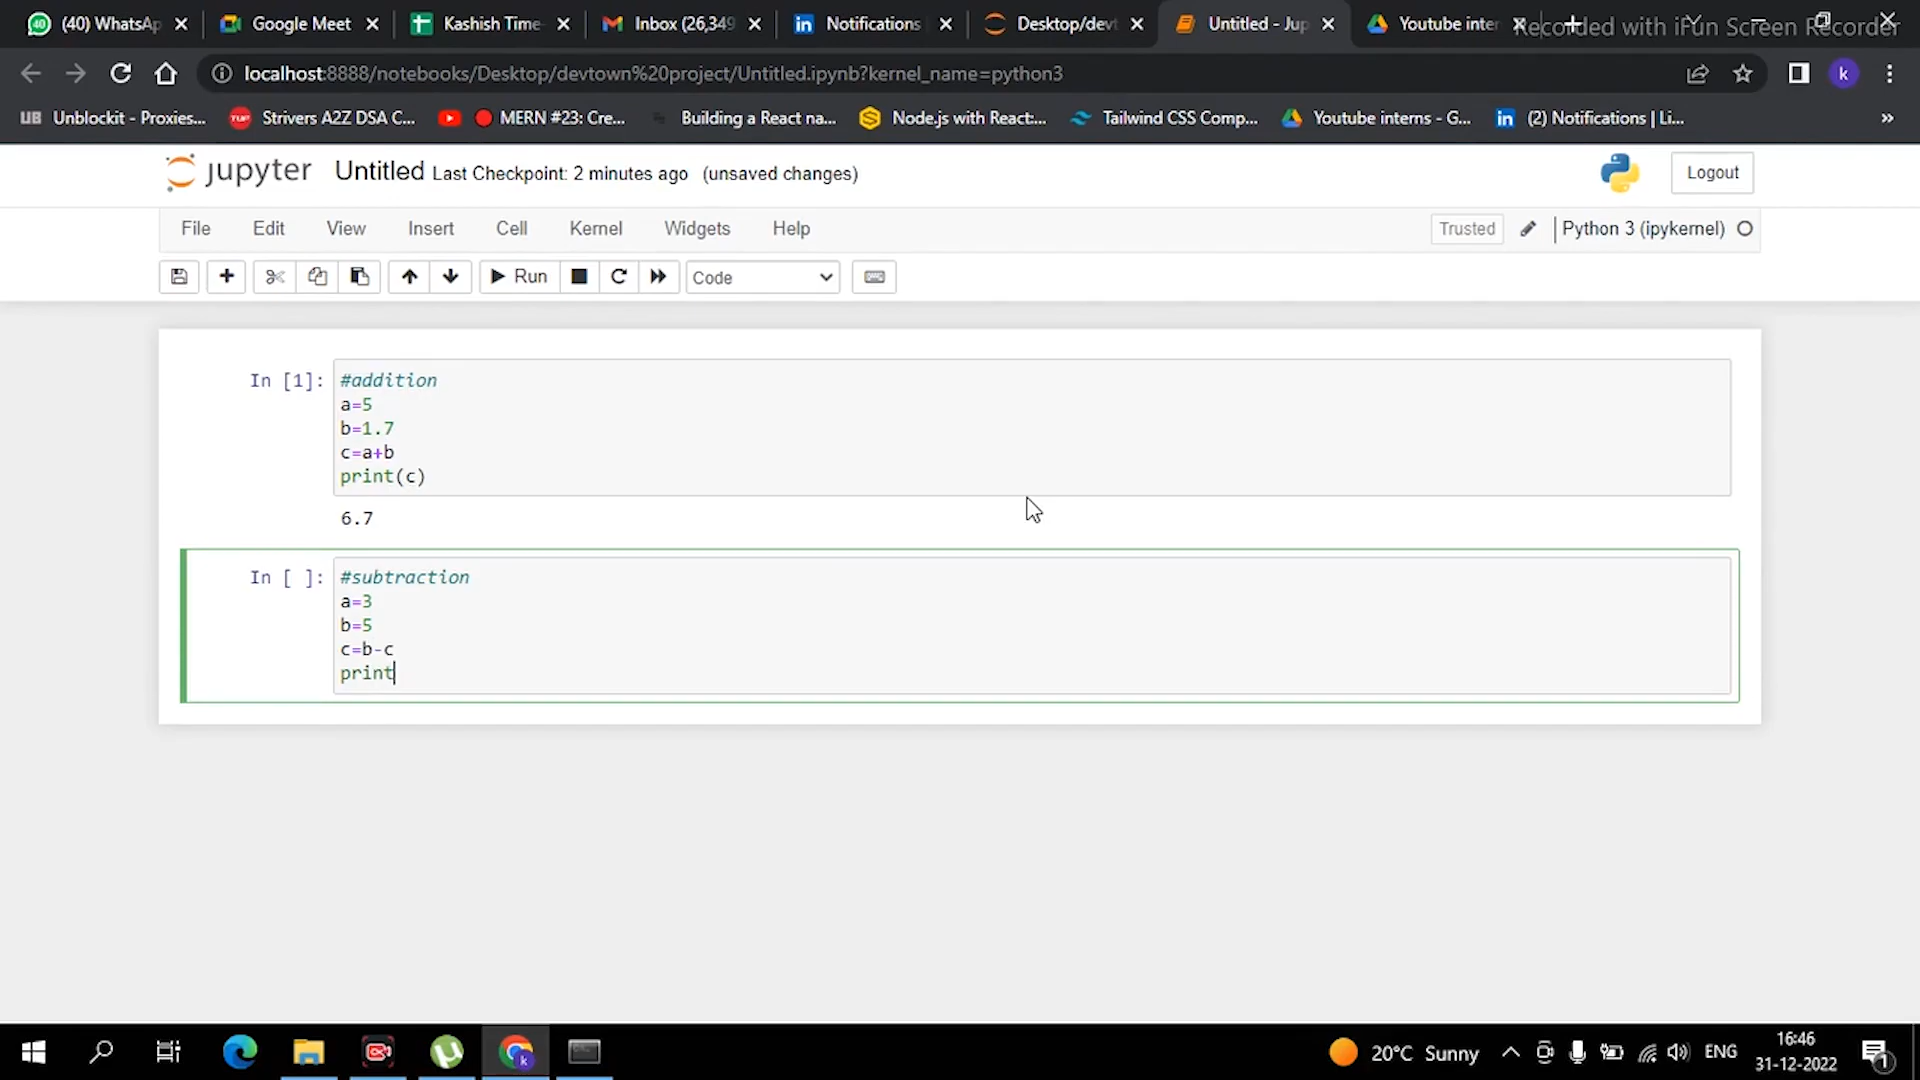 (40) WhatsAp
Google Meet
Kashish Time
Inbox (26,349
Notifications
Desktop/devt
Untitled - Jup
Youtube inter
Recorded with iFun Screen Recorder
localhost:8888/notebooks/Desktop/devtown%20project/Untitled.ipynb?kernel_name=python3
k
UB Unblockit - Proxies...
TUF Strivers A2Z DSA C...
MERN #23: Cre...
Building a React na...
Node.js with React:...
Tailwind CSS Comp...
Youtube interns - G...
in (2) Notifications | Li...
»
jupyter Untitled Last Checkpoint: 2 minutes ago (unsaved changes)
Logout
File Edit View Insert Cell Kernel Widgets Help
Trusted
Python 3 (ipykernel)
Run
Code
In [1]: #addition
a=5
b=1.7
c=a+b
print(c)
6.7
In [ ]: #subtraction
a=3
b=5
c=b-c
print
20°C Sunny
ENG
16:46
31-12-2022
1